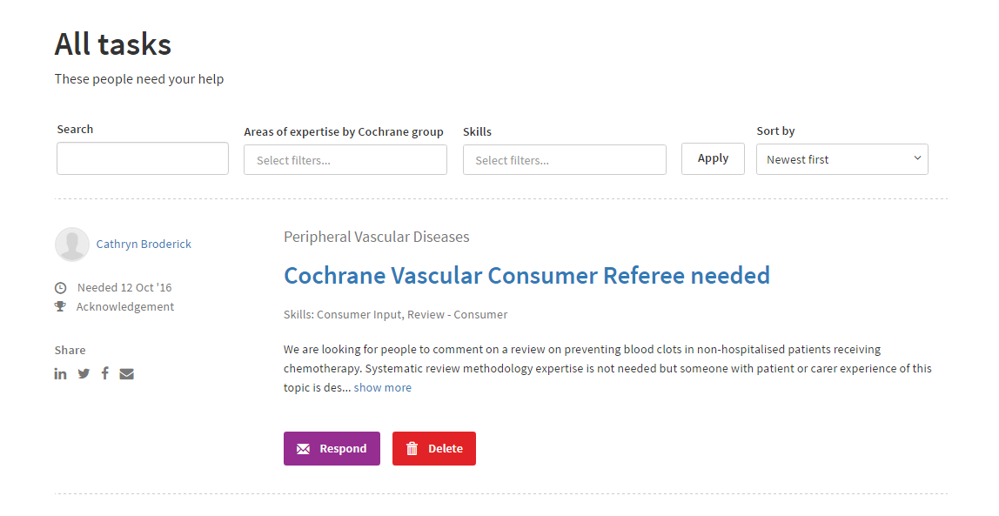 All tasks
These people need your help
Search
Areas of expertise by Cochrane group
Skills
Sort by
Select filters...
Select filters...
Apply
Newest first
Cathryn Broderick
Needed 12 Oct '16
Acknowledgement
Share
Peripheral Vascular Diseases
Cochrane Vascular Consumer Referee needed
Skills: Consumer Input, Review - Consumer
We are looking for people to comment on a review on preventing blood clots in non-hospitalised patients receiving
chemotherapy. Systematic review methodology expertise is not needed but someone with patient or carer experience of this
topic is des... show more
Respond
Delete